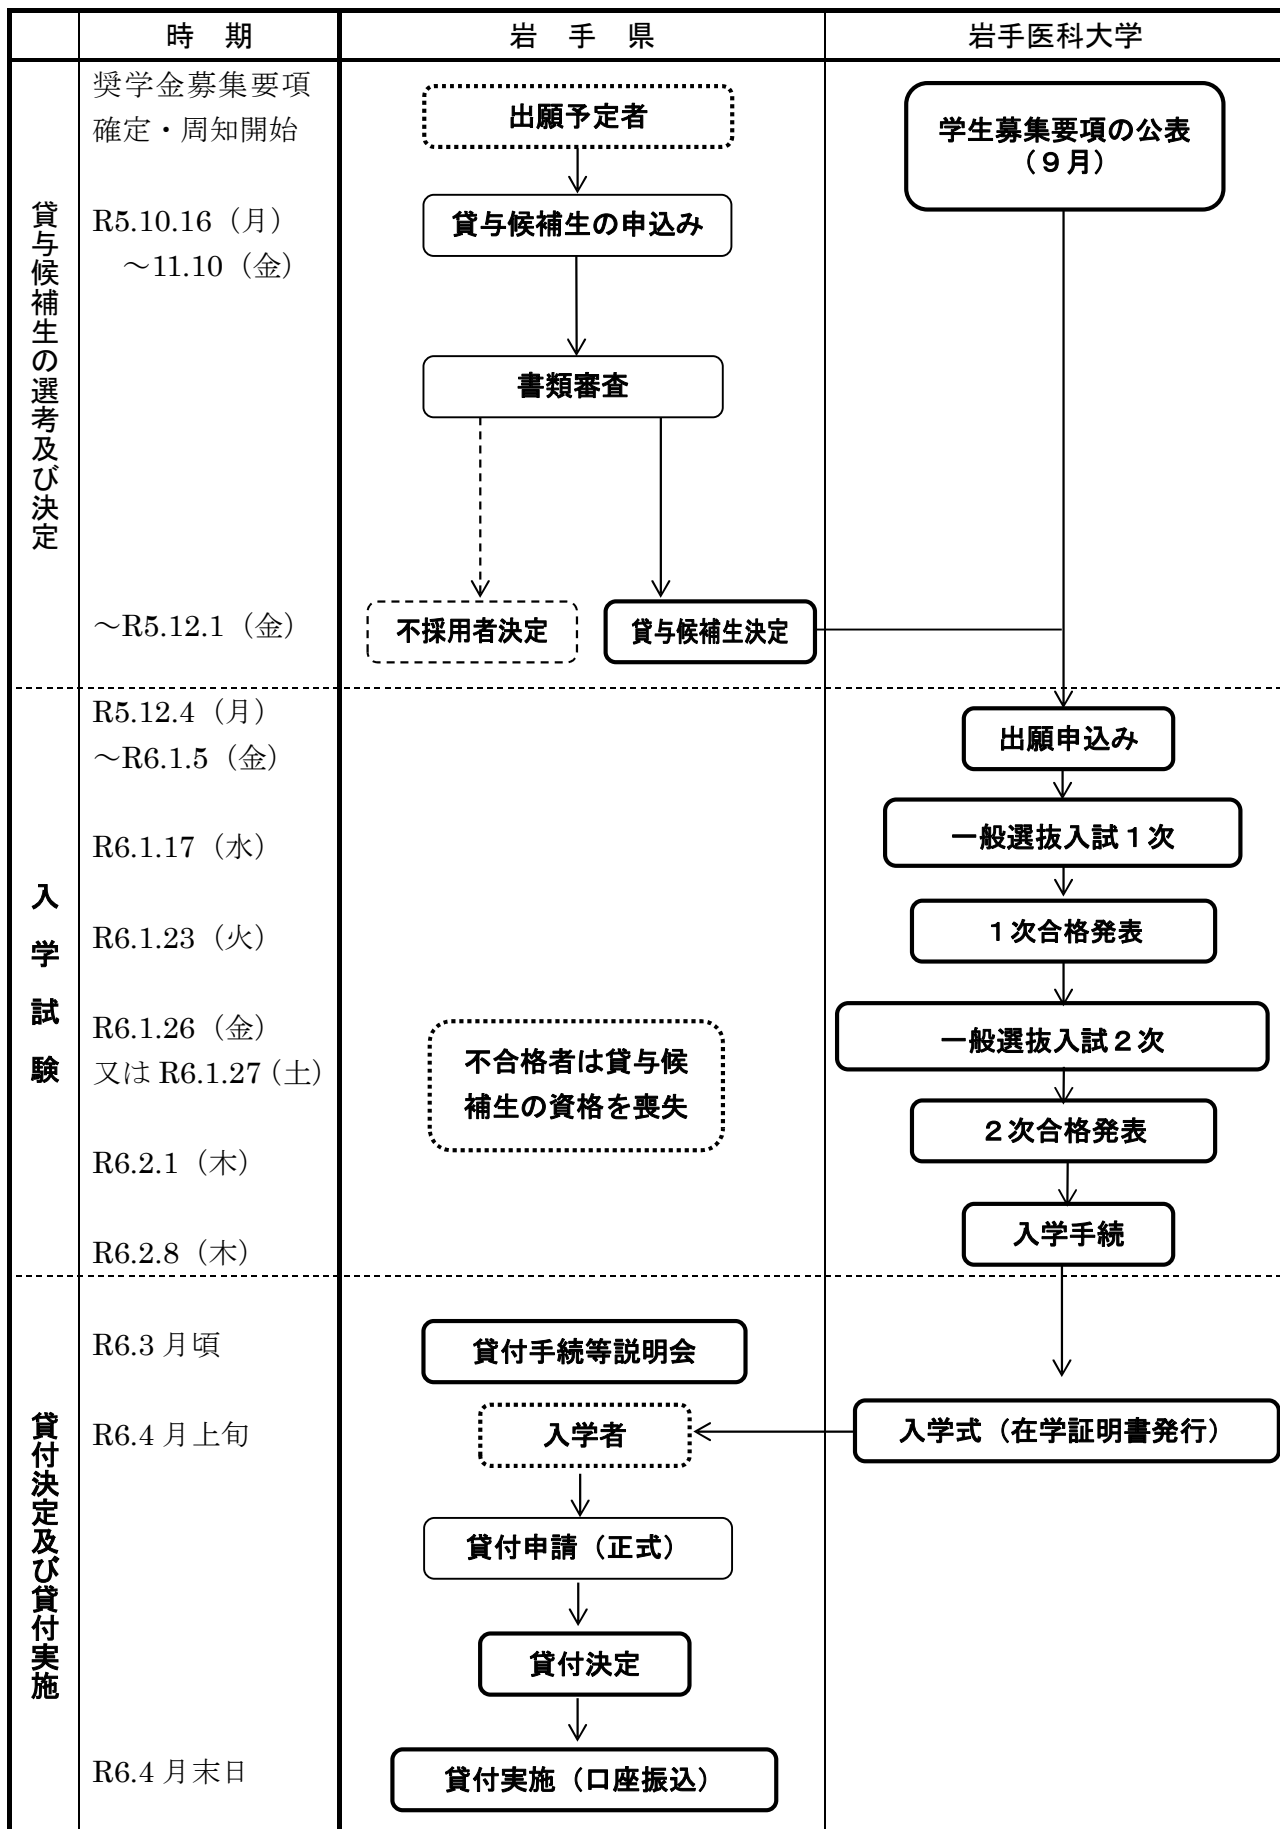 時　期
岩　手　県
岩手医科大学
貸与候補生の選考及び決定
奨学金募集要項
確定・周知開始
出願予定者
学生募集要項の公表
（９月）
R5.10.16（月）
～11.10（金）
貸与候補生の申込み
書類審査
～R5.12.1（金）
不採用者決定
貸与候補生決定
入学試験
R5.12.4（月）
～R6.1.5（金）
出願申込み
R6.1.17（水）
一般選抜入試１次
R6.1.23（火）
１次合格発表
R6.1.26（金）
又は R6.1.27（土）
不合格者は貸与候
補生の資格を喪失
一般選抜入試２次
R6.2.1（木）
２次合格発表
R6.2.8（木）
入学手続
貸付決定及び貸付実施
R6.3 月頃
貸付手続等説明会
R6.4 月上旬
入学者
入学式（在学証明書発行）
貸付申請（正式）
貸付決定
R6.4 月末日
貸付実施（口座振込）